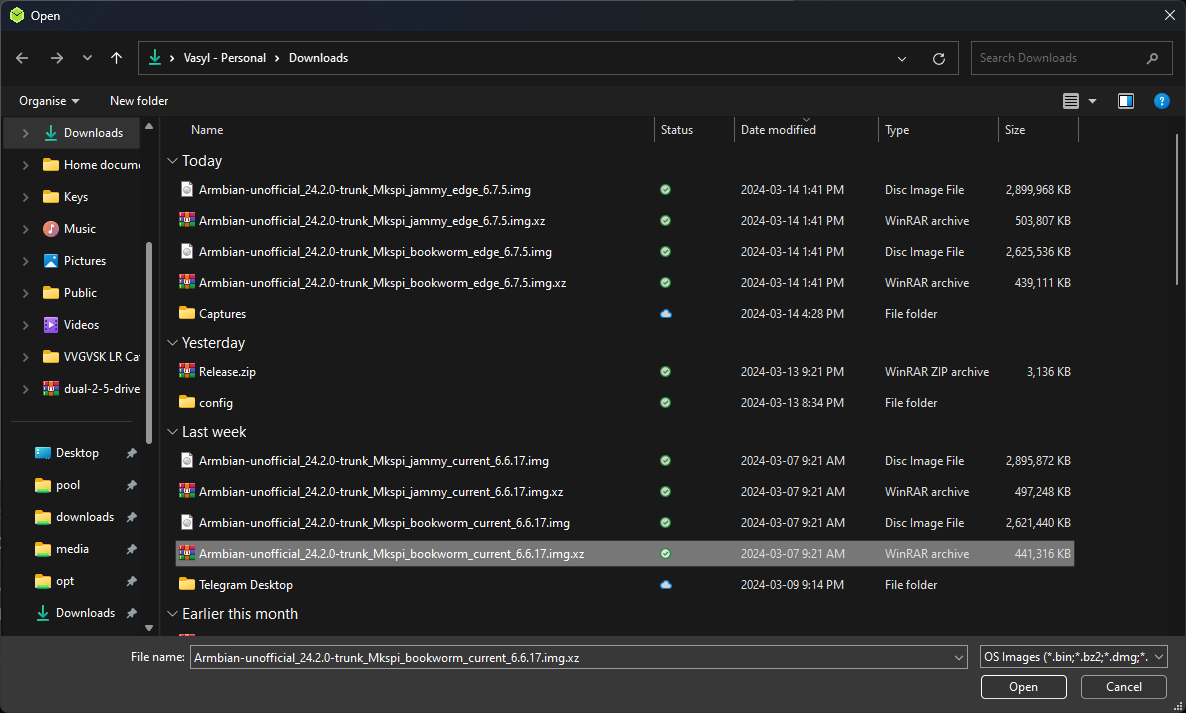 Open
Vasyl - Personal > Downloads
Search Downloads
Organise New folder
Downloads
Home docum
Keys
Music
Pictures
Public
Videos
VVGVSK LR Ca
dual-2-5-drive
Desktop
pool
downloads
media
opt
Downloads
Name Status Date modified Type Size
Today
Armbian-unofficial_24.2.0-trunk_Mkspi_jammy_edge_6.7.5.img 2024-03-14 1:41 PM Disc Image File 2,899,968 KB
Armbian-unofficial_24.2.0-trunk_Mkspi_jammy_edge_6.7.5.img.xz 2024-03-14 1:41 PM WinRAR archive 503,807 KB
Armbian-unofficial_24.2.0-trunk_Mkspi_bookworm_edge_6.7.5.img 2024-03-14 1:41 PM Disc Image File 2,625,536 KB
Armbian-unofficial_24.2.0-trunk_Mkspi_bookworm_edge_6.7.5.img.xz 2024-03-14 1:41 PM WinRAR archive 439,111 KB
Captures 2024-03-14 4:28 PM File folder
Yesterday
Release.zip 2024-03-13 9:21 PM WinRAR ZIP archive 3,136 KB
config 2024-03-13 8:34 PM File folder
Last week
Armbian-unofficial_24.2.0-trunk_Mkspi_jammy_current_6.6.17.img 2024-03-07 9:21 AM Disc Image File 2,895,872 KB
Armbian-unofficial_24.2.0-trunk_Mkspi_jammy_current_6.6.17.img.xz 2024-03-07 9:21 AM WinRAR archive 497,248 KB
Armbian-unofficial_24.2.0-trunk_Mkspi_bookworm_current_6.6.17.img 2024-03-07 9:21 AM Disc Image File 2,621,440 KB
Armbian-unofficial_24.2.0-trunk_Mkspi_bookworm_current_6.6.17.img.xz 2024-03-07 9:21 AM WinRAR archive 441,316 KB
Telegram Desktop 2024-03-09 9:14 PM File folder
Earlier this month
File name: Armbian-unofficial_24.2.0-trunk_Mkspi_bookworm_current_6.6.17.img.xz OS Images (*.bin;*.bz2;*.dmg;*.
Open Cancel